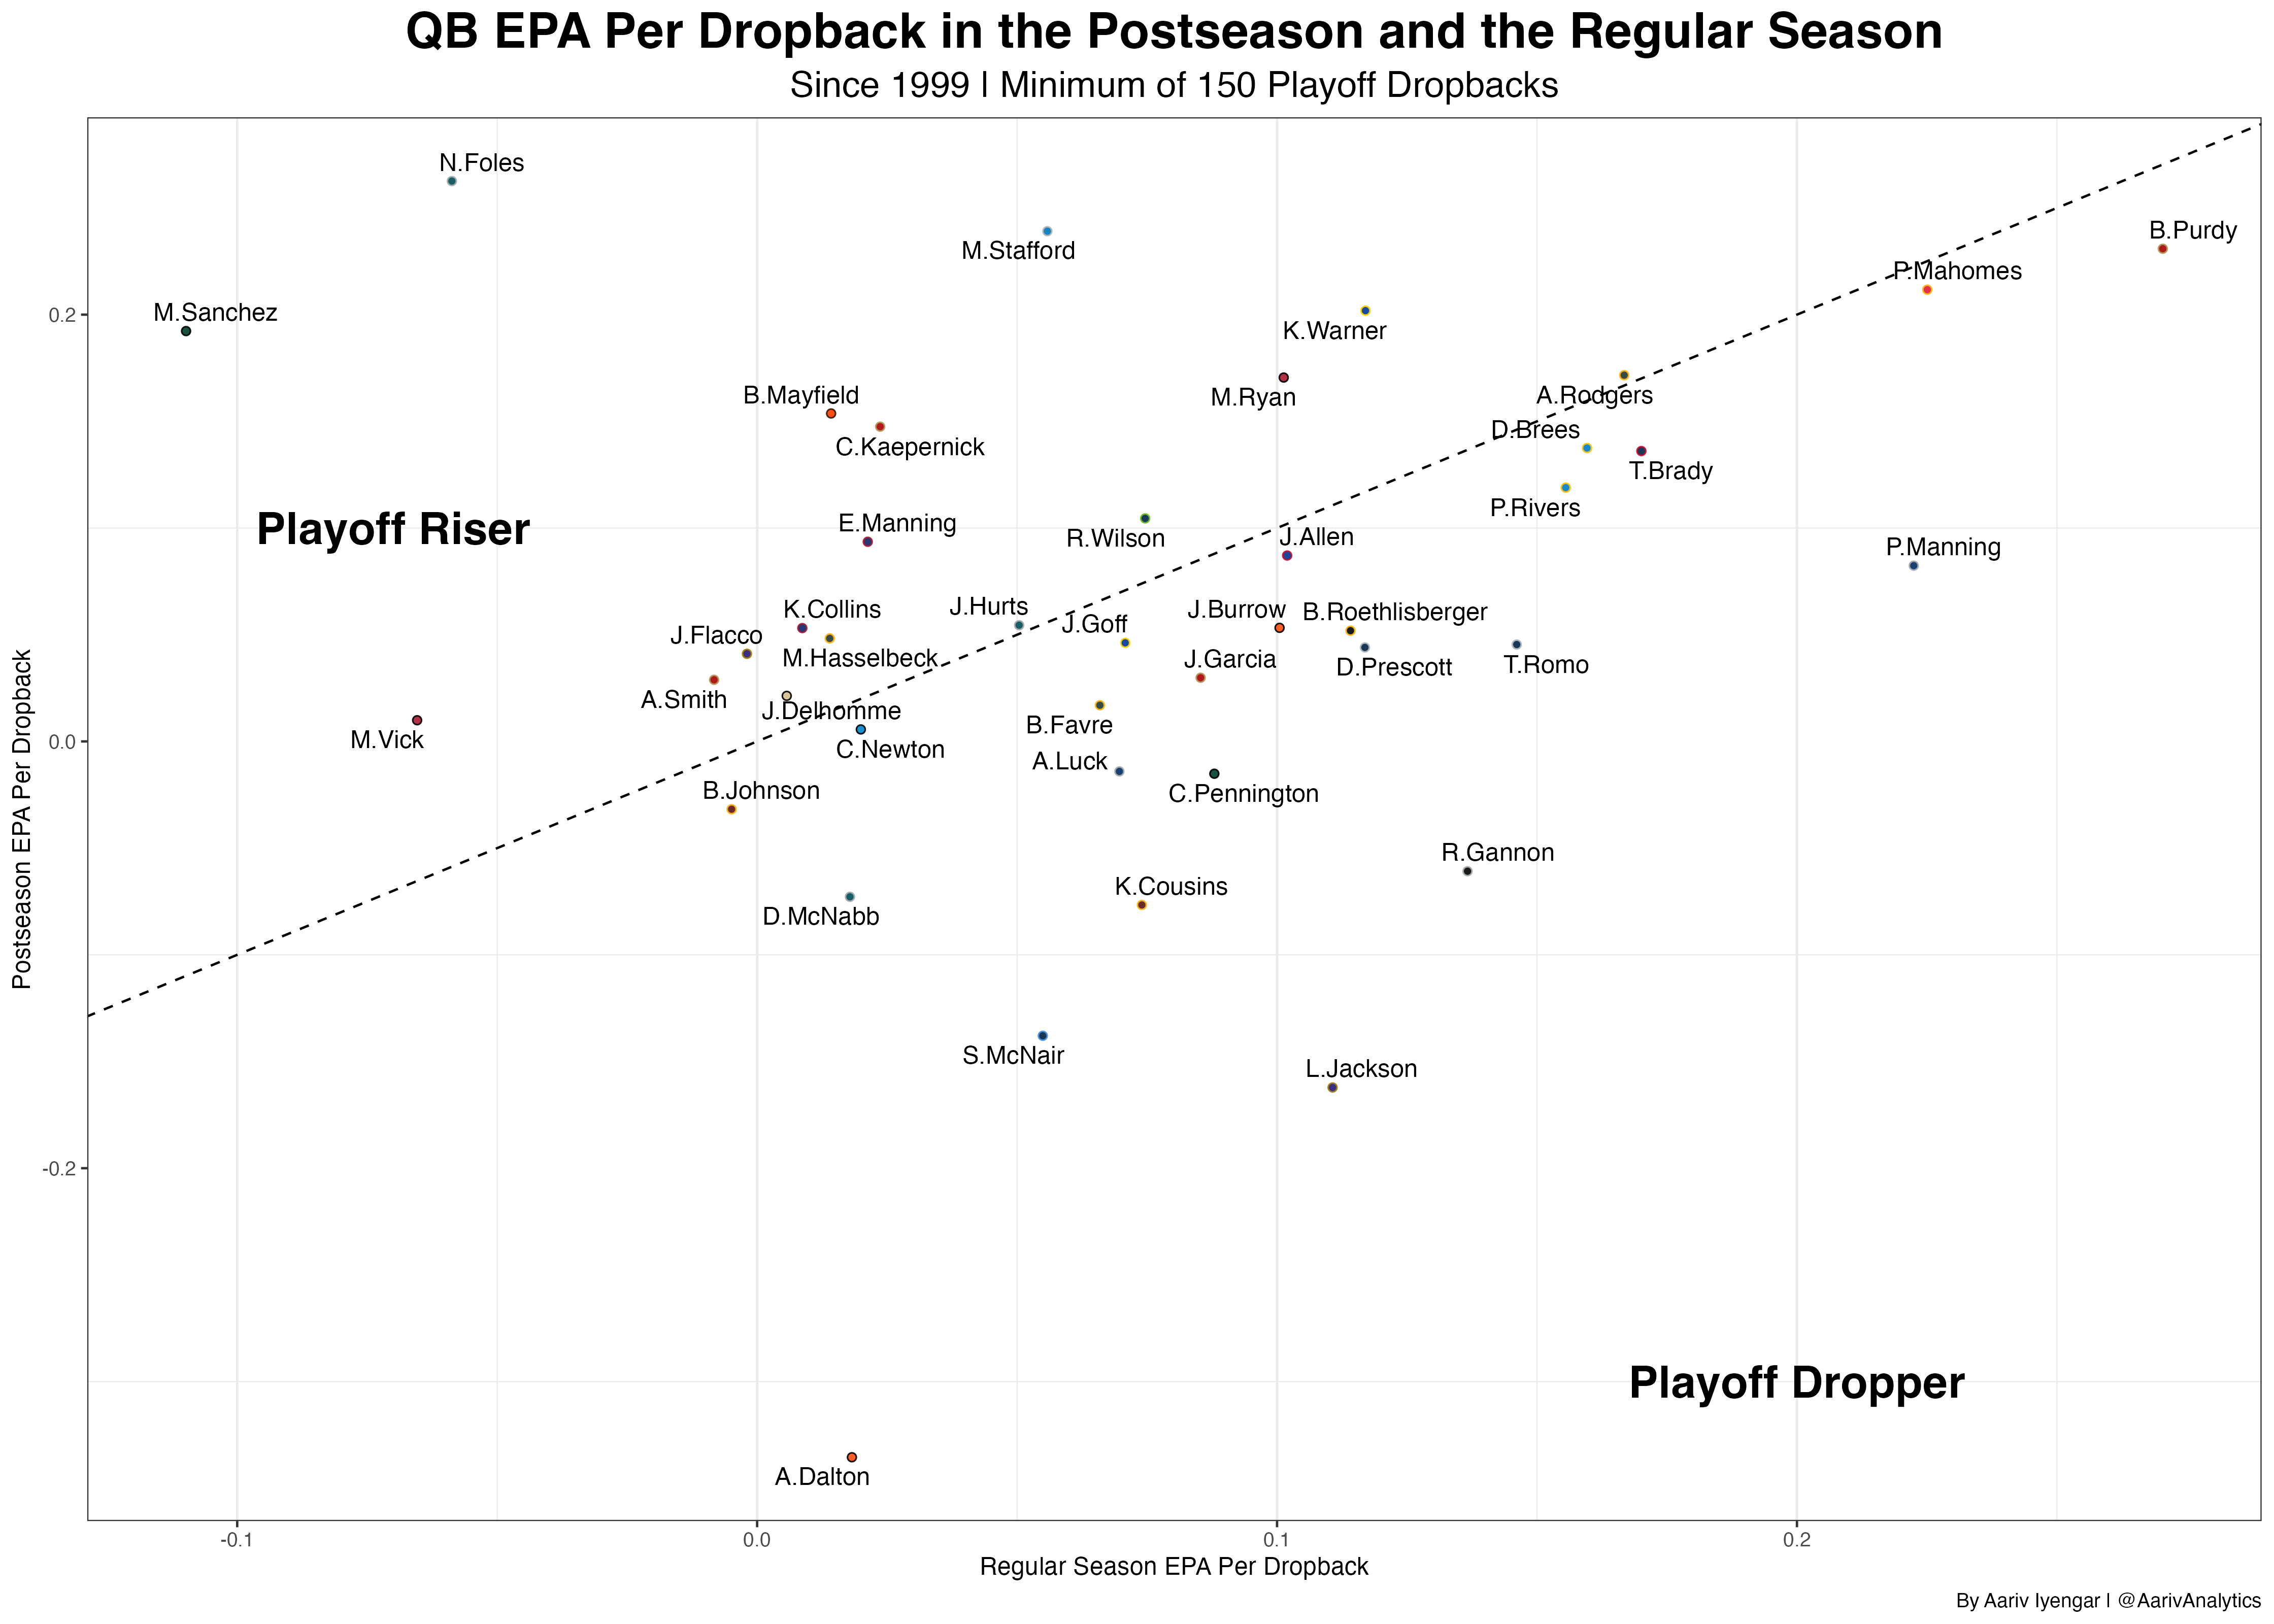 QB EPA Per Dropback in the Postseason and the Regular Season
Since 1999 | Minimum of 150 Playoff Dropbacks
N.Foles
M.Stafford
B.Purdy
P.Mahomes
M.Sanchez
0.2
K.Warner
B.Mayfield
M.Ryan
A.Rodgers
C.Kaepernick
D.Brees
T.Brady
P.Rivers
Playoff Riser
E.Manning
R.Wilson
J.Allen
P.Manning
K.Collins
J.Hurts
J.Goff
J.Burrow
B.Roethlisberger
J.Flacco
M.Hasselbeck
J.Garcia
D.Prescott
T.Romo
A.Smith
J.Delhomme
B.Favre
M.Vick
0.0
C.Newton
A.Luck
B.Johnson
C.Pennington
R.Gannon
K.Cousins
D.McNabb
Postseason EPA Per Dropback
S.McNair
L.Jackson
-0.2
Playoff Dropper
A.Dalton
-0.1
0.0
0.1
0.2
Regular Season EPA Per Dropback
By Aariv Iyengar | @AarivAnalytics